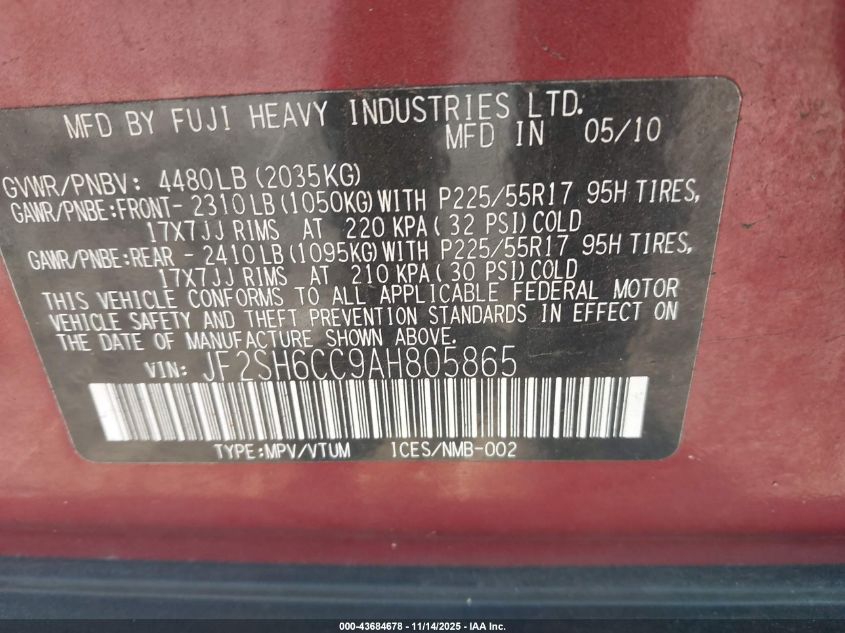 MFD BY FUJI HEAVY INDUSTRIES LTD.
MFD IN 05/10
GVWR/PNBV: 4480LB (2035KG)
GAWR/PNBE:FRONT- 2310LB (1050KG) WITH P225/55R17 95H TIRES,
17X7JJ RIMS AT 220 KPA ( 32 PSI) COLD
GAWR/PNBE:REAR - 2410LB (1095KG) WITH P225/55R17 95H TIRES,
17X7JJ RIMS AT 210 KPA ( 30 PSI) COLD
THIS VEHICLE CONFORMS TO ALL APPLICABLE FEDERAL MOTOR
VEHICLE SAFETY AND THEFT PREVENTION STANDARDS IN EFFECT ON
THE DATE OF MANUFACTURE SHOWN ABOVE.
VIN: JF2SH6CC9AH805865
TYPE:MPV/VTUM ICES/NMB-002
000-43684678 - 11/14/2025 - IAA Inc.